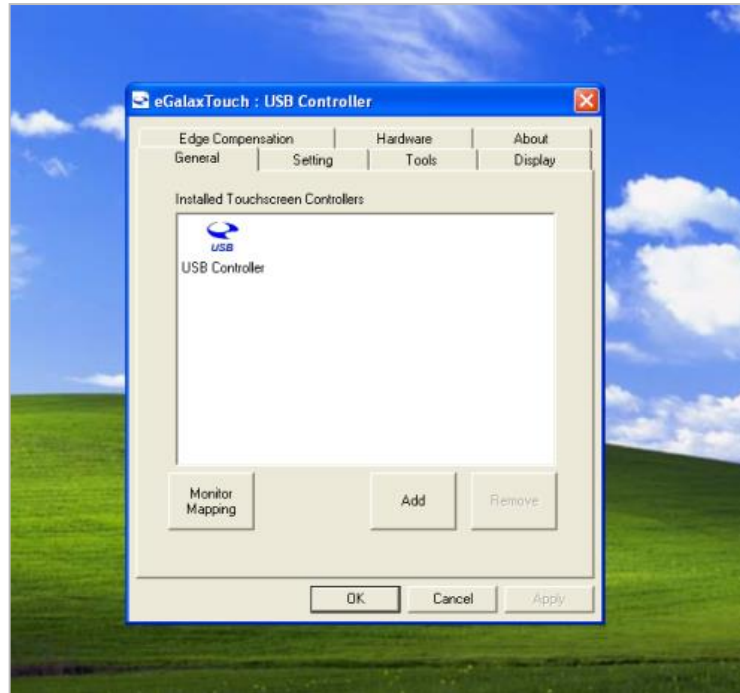 eGalaxTouch : USB Controller
Edge Compensation Hardware About
General Setting Tools Display
Installed Touchscreen Controllers
USB
USB Controller
Monitor
Mapping
Add Remove
OK Cancel Apply